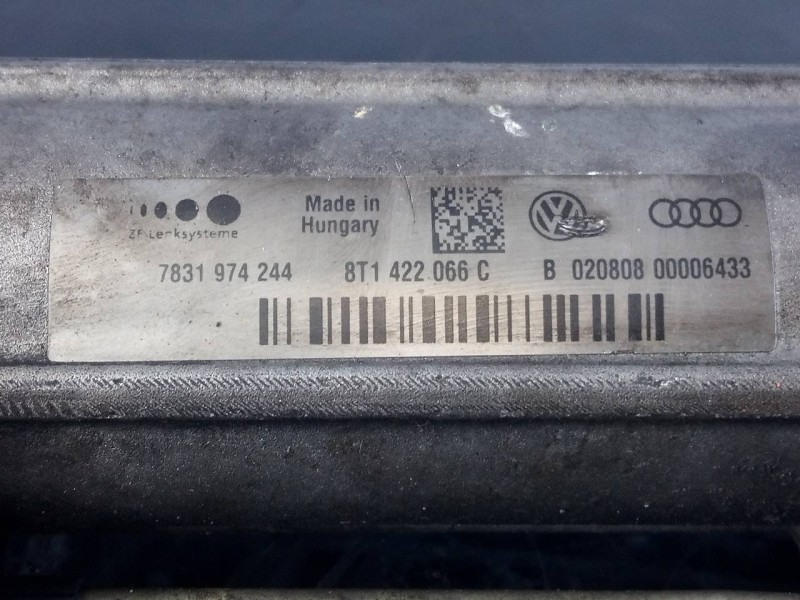 ZF Lenksysteme
Made in
Hungary
7831 974 244 8T1 422 066 C B 020808 00006433